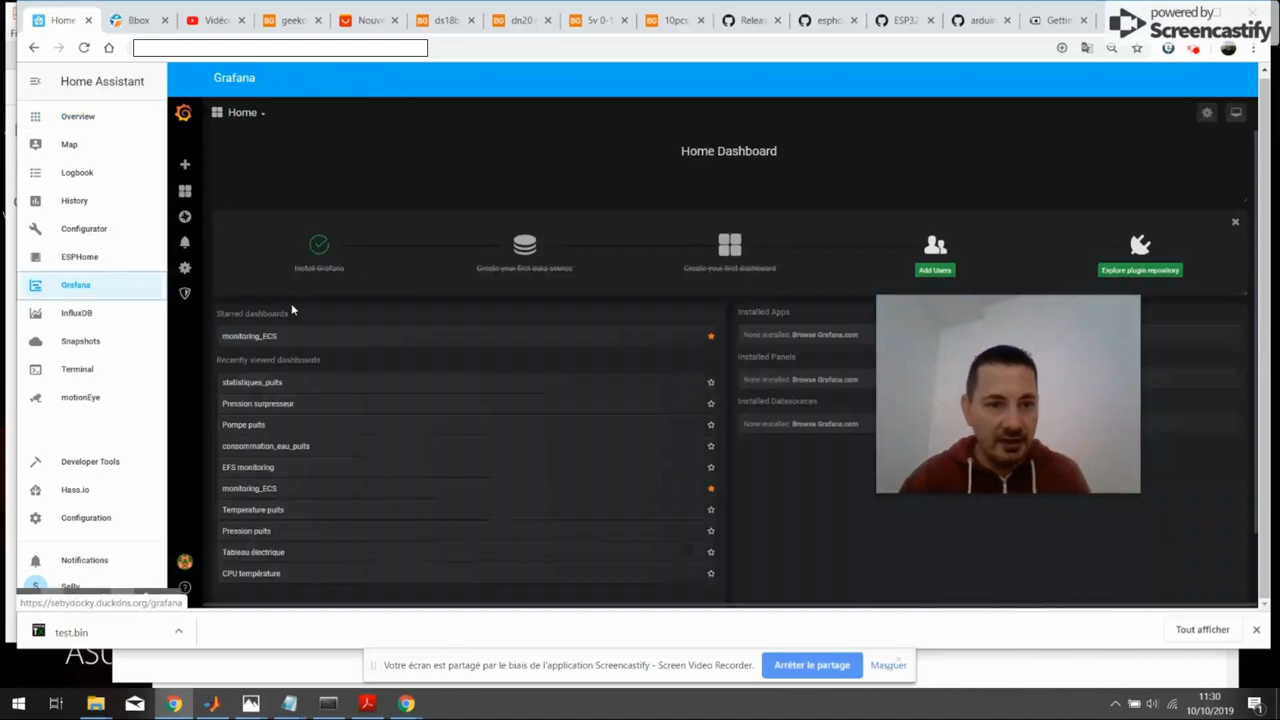 Home
Bbox
Vidéo
geeko
Nouve
ds18b
dn20
5v 0-1
10pcs
Relea
espho
ESP32
arduin
Getti
powered by
Screencastify
Home Assistant
Grafana
Overview
Map
Logbook
History
Configurator
ESPHome
Grafana
InfluxDB
Snapshots
Terminal
motionEye
Developer Tools
Hass.io
Configuration
Notifications
SeBy
https://sebydocky.duckdns.org/grafana
Home
Home Dashboard
Install Grafana
Create your first data source
Create your first dashboard
Add Users
Explore plugin repository
Starred dashboards
monitoring_ECS
Recently viewed dashboards
statistiques_puits
Pression surpresseur
Pompe puits
consommation_eau_puits
EFS monitoring
monitoring_ECS
Temperature puits
Pression puits
Tableau électrique
CPU température
Installed Apps
None installed. Browse Grafana.com
Installed Panels
None installed. Browse Grafana.com
Installed Datasources
None installed. Browse Grafana.com
test.bin
Tout afficher
Votre écran est partagé par le biais de l'application Screencastify - Screen Video Recorder.
Arrêter le partage
Masquer
11:30
10/10/2019